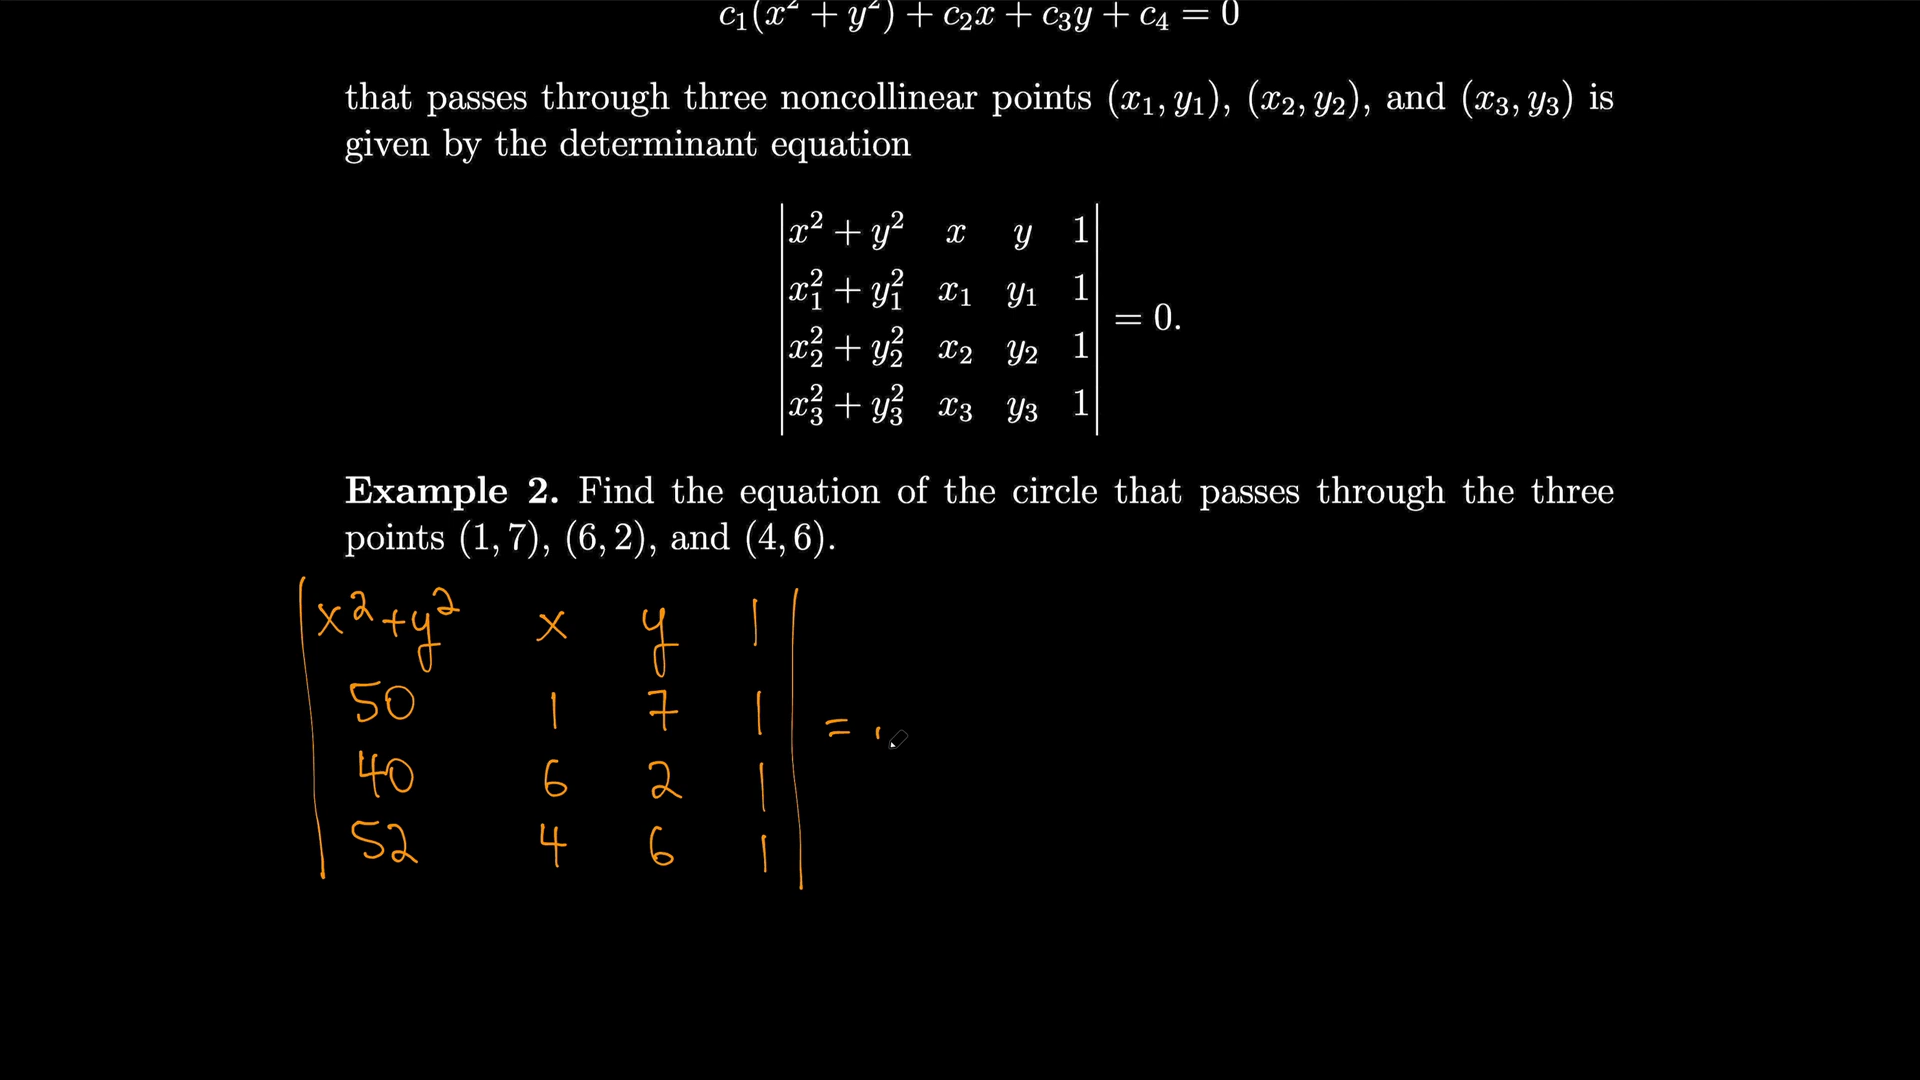 c₁(x² + y²) + c₂x + c₃y + c₄ = 0
that passes through three noncollinear points (x₁, y₁), (x₂, y₂), and (x₃, y₃) is
given by the determinant equation
|x² + y² x y 1|
|x₁² + y₁² x₁ y₁ 1|
|x₂² + y₂² x₂ y₂ 1| = 0.
|x₃² + y₃² x₃ y₃ 1|
Example 2. Find the equation of the circle that passes through the three
points (1, 7), (6, 2), and (4, 6).
|x²+y² x y 1|
|50 1 7 1| =
|40 6 2 1|
|52 4 6 1|